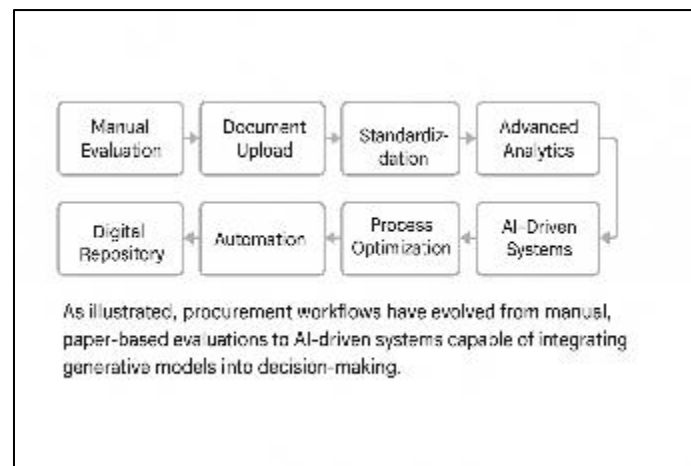 Manual
Evaluation
Document
Upload
Standardiz-
dation
Advanced
Analytics
Digital
Repository
Automation
Process
Optimization
AI-Driven
Systems
As illustrated, procurement workflows have evolved from manual,
paper-based evaluations to AI-driven systems capable of integrating
generative models into decision-making.